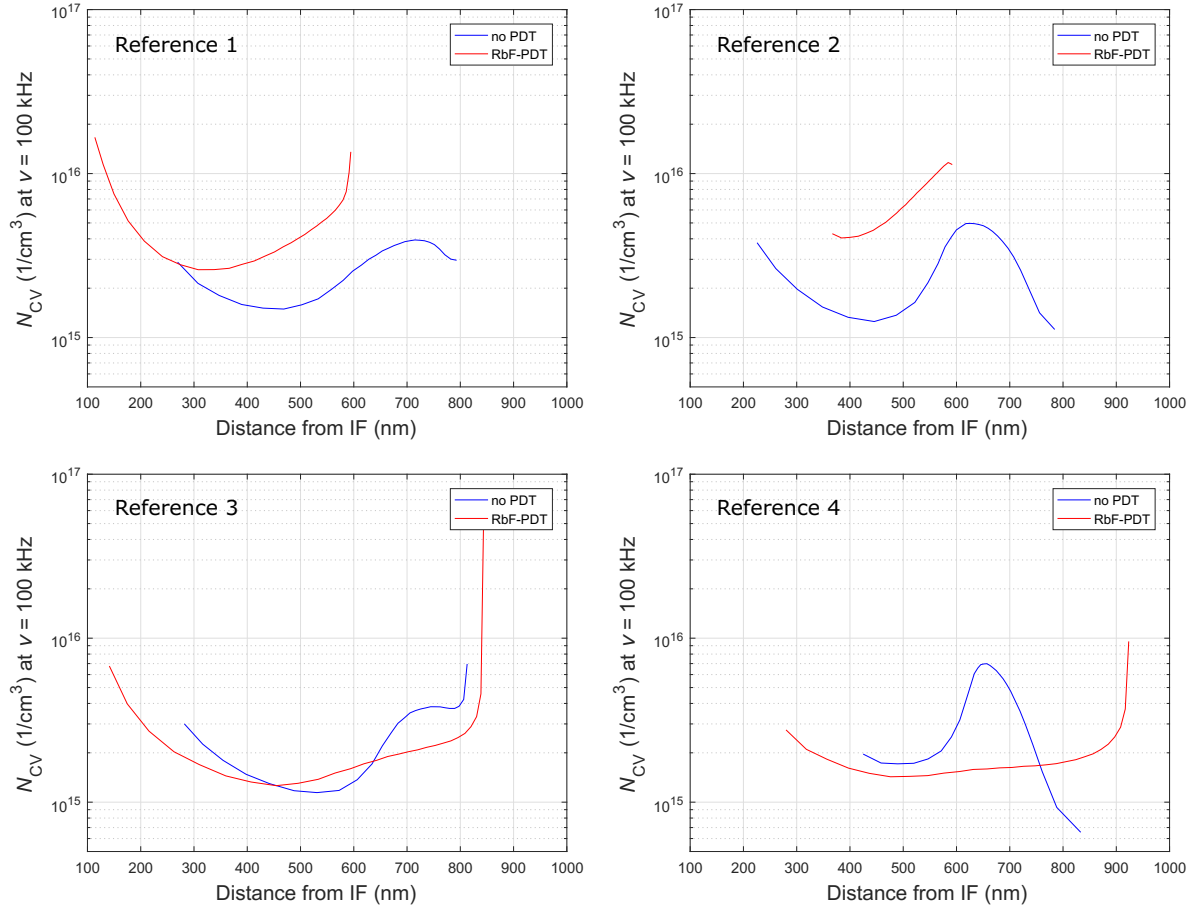 Reference 1
no PDT
RbF-PDT
10^17
10^16
10^15
N_CV (1/cm^3) at ν = 100 kHz
100 200 300 400 500 600 700 800 900 1000
Distance from IF (nm)
Reference 2
no PDT
RbF-PDT
10^17
10^16
10^15
N_CV (1/cm^3) at ν = 100 kHz
100 200 300 400 500 600 700 800 900 1000
Distance from IF (nm)
Reference 3
no PDT
RbF-PDT
10^17
10^16
10^15
N_CV (1/cm^3) at ν = 100 kHz
100 200 300 400 500 600 700 800 900 1000
Distance from IF (nm)
Reference 4
no PDT
RbF-PDT
10^17
10^16
10^15
N_CV (1/cm^3) at ν = 100 kHz
100 200 300 400 500 600 700 800 900 1000
Distance from IF (nm)